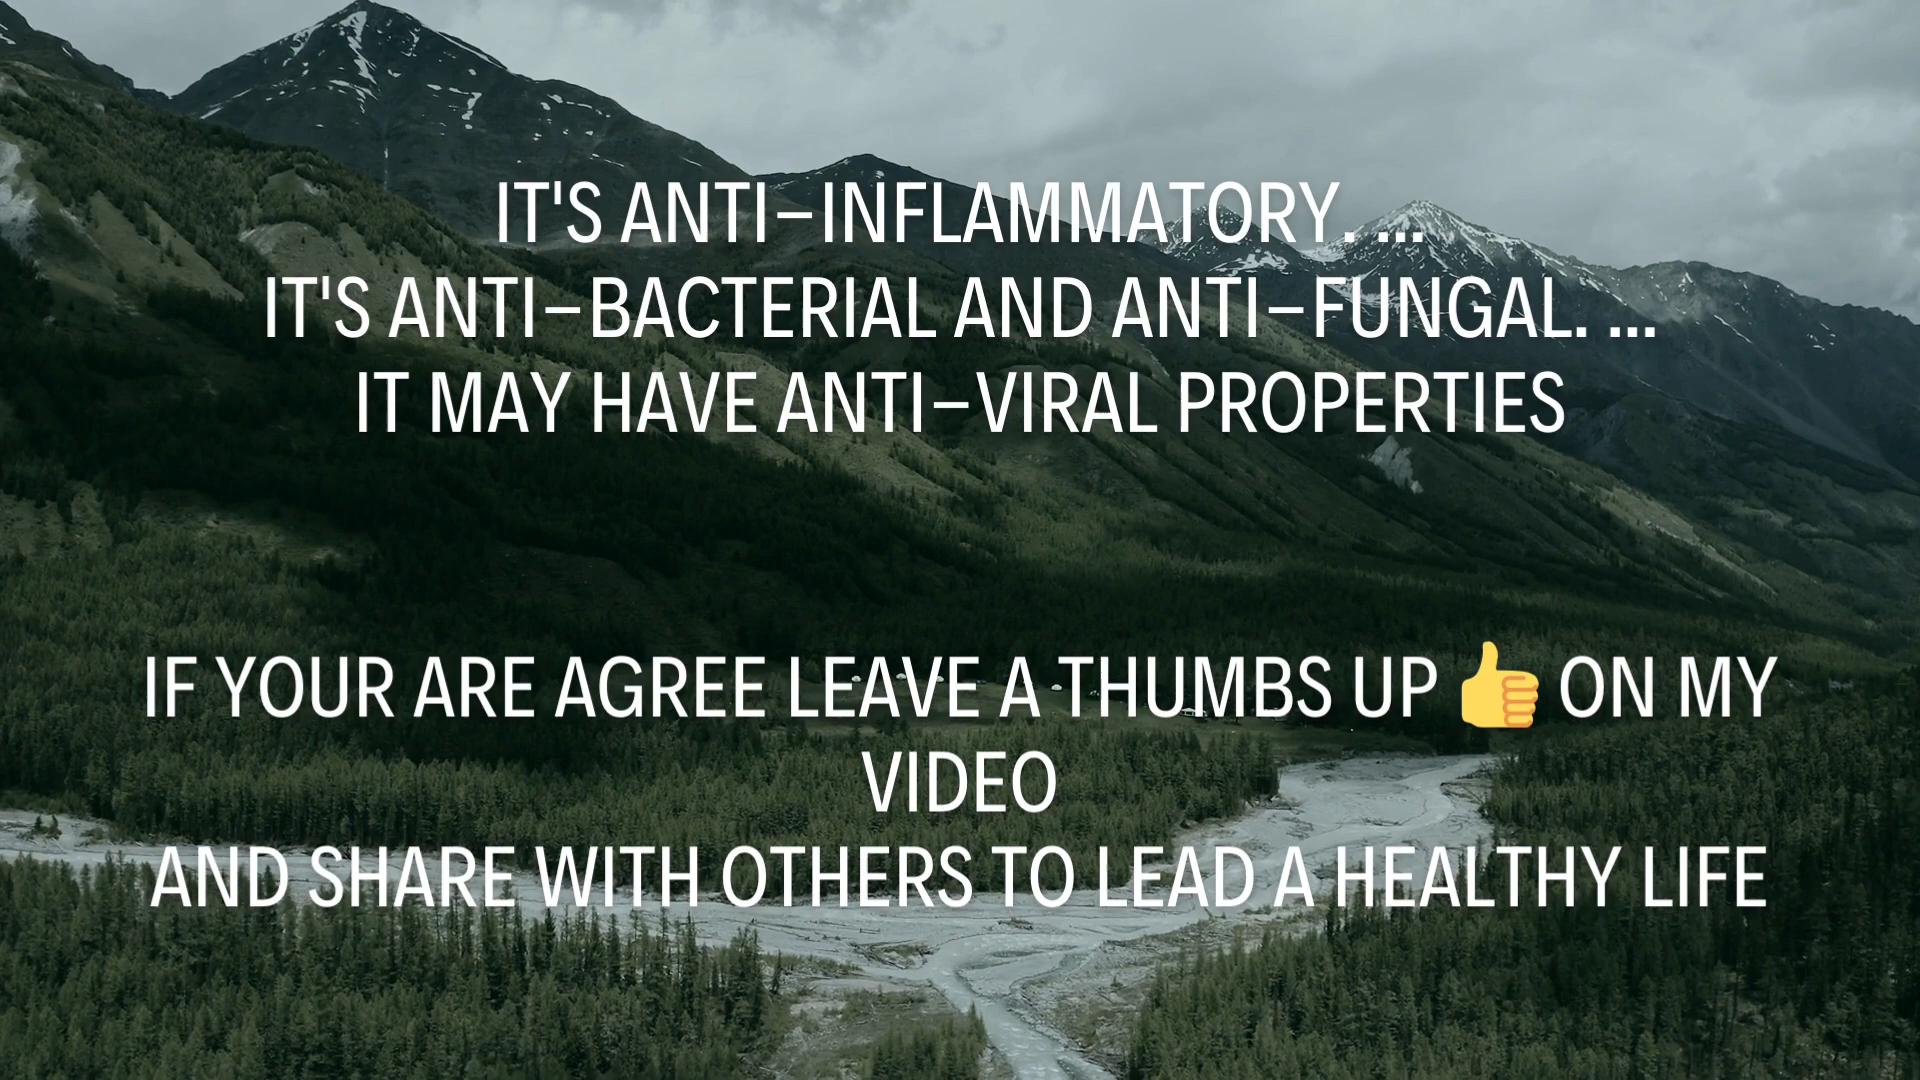 IT'S ANTI-INFLAMMATORY. ...
IT'S ANTI-BACTERIAL AND ANTI-FUNGAL. ...
IT MAY HAVE ANTI-VIRAL PROPERTIES
IF YOUR ARE AGREE LEAVE A THUMBS UP 👍 ON MY
VIDEO
AND SHARE WITH OTHERS TO LEAD A HEALTHY LIFE